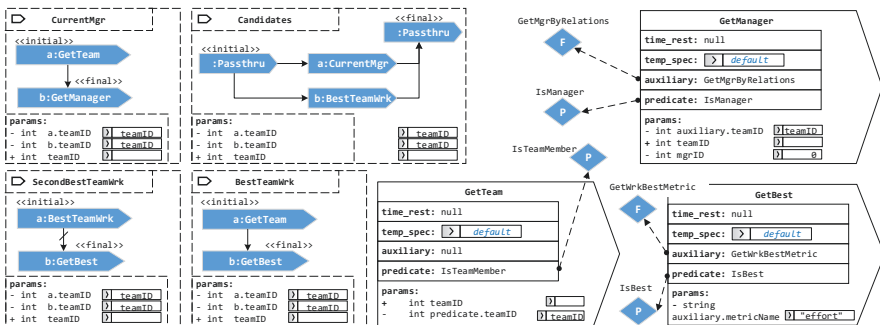 CurrentMgr
<<initial>>
a:GetTeam
<<final>>
b:GetManager
params:
- int a.teamID teamID
- int b.teamID teamID
+ int teamID
Candidates
<<final>>
:Passthru
<<initial>>
:Passthru
a:CurrentMgr
b:BestTeamWrk
params:
- int a.teamID teamID
- int b.teamID teamID
+ int teamID
GetMgrByRelations
F
IsManager
P
GetManager
time_rest: null
temp_spec: default
auxiliary: GetMgrByRelations
predicate: IsManager
params:
- int auxiliary.teamID teamID
+ int teamID
- int mgrID 0
SecondBestTeamWrk
<<initial>>
a:BestTeamWrk
<<final>>
b:GetBest
params:
- int a.teamID teamID
- int b.teamID teamID
+ int teamID
BestTeamWrk
<<initial>>
a:GetTeam
<<final>>
b:GetBest
params:
- int a.teamID teamID
- int b.teamID teamID
+ int teamID
IsTeamMember
P
GetTeam
time_rest: null
temp_spec: default
auxiliary: null
predicate: IsTeamMember
params:
+ int teamID
- int predicate.teamID teamID
GetWrkBestMetric
F
IsBest
P
GetBest
time_rest: null
temp_spec: default
auxiliary: GetWrkBestMetric
predicate: IsBest
params:
- string
auxiliary.metricName "effort"